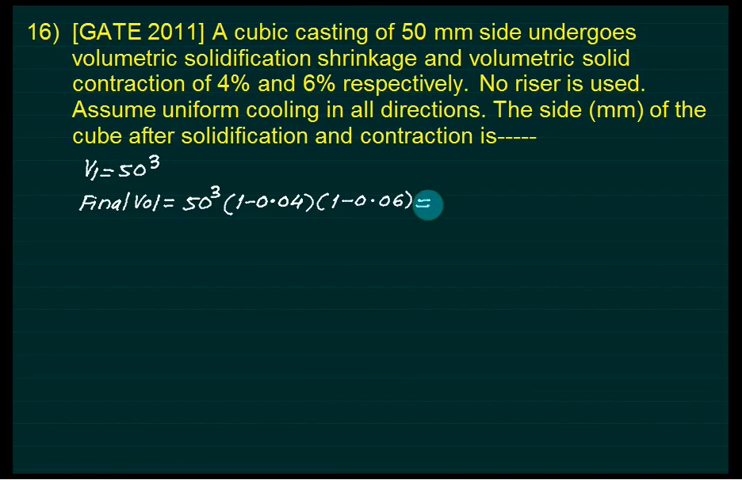 16) [GATE 2011] A cubic casting of 50 mm side undergoes
volumetric solidification shrinkage and volumetric solid
contraction of 4% and 6% respectively. No riser is used.
Assume uniform cooling in all directions. The side (mm) of the
cube after solidification and contraction is-----
V₁=50³
Final Vol = 50³ (1-0.04)(1-0.06)=